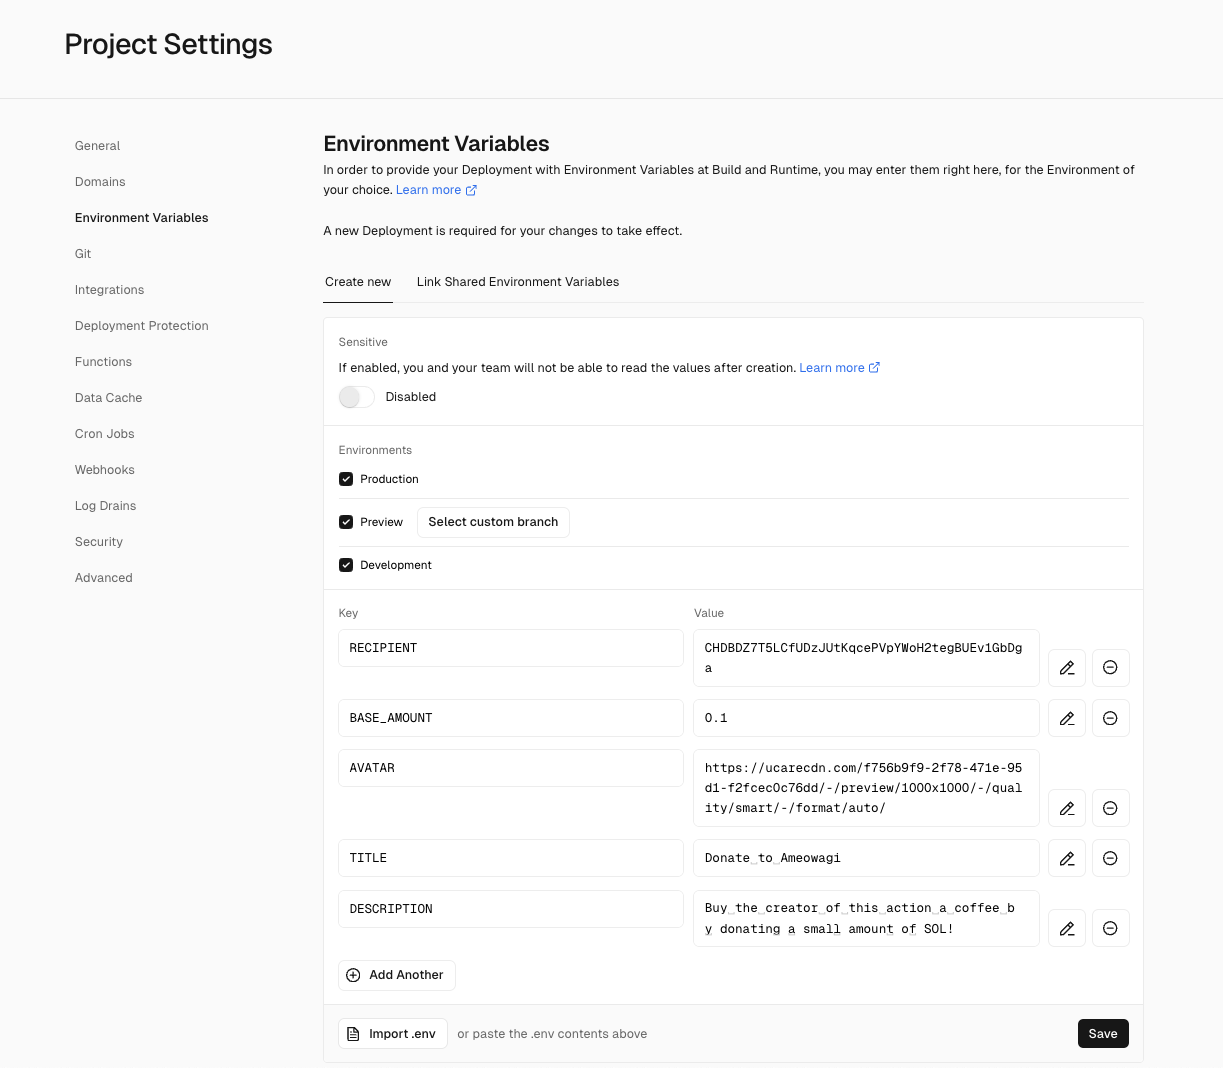 Project Settings
General
Domains
Environment Variables
Git
Integrations
Deployment Protection
Functions
Data Cache
Cron Jobs
Webhooks
Log Drains
Security
Advanced
Environment Variables
In order to provide your Deployment with Environment Variables at Build and Runtime, you may enter them right here, for the Environment of
your choice. Learn more
A new Deployment is required for your changes to take effect.
Create new
Link Shared Environment Variables
Sensitive
If enabled, you and your team will not be able to read the values after creation. Learn more
Disabled
Environments
Production
Preview
Select custom branch
Development
Key
Value
RECIPIENT
CHDBDZ7T5LCfUDzJUtKqcePVpYWoH2tegBUEv1GbDg
a
BASE_AMOUNT
0.1
AVATAR
https://ucarecdn.com/f756b9f9-2f78-471e-95
d1-f2fcec0c76dd/-/preview/1000x1000/-/qual
ity/smart/-/format/auto/
TITLE
Donate to Ameowagi
DESCRIPTION
Buy the creator of this action a coffee b
y donating a small amount of SOL!
Add Another
Import .env
or paste the .env contents above
Save